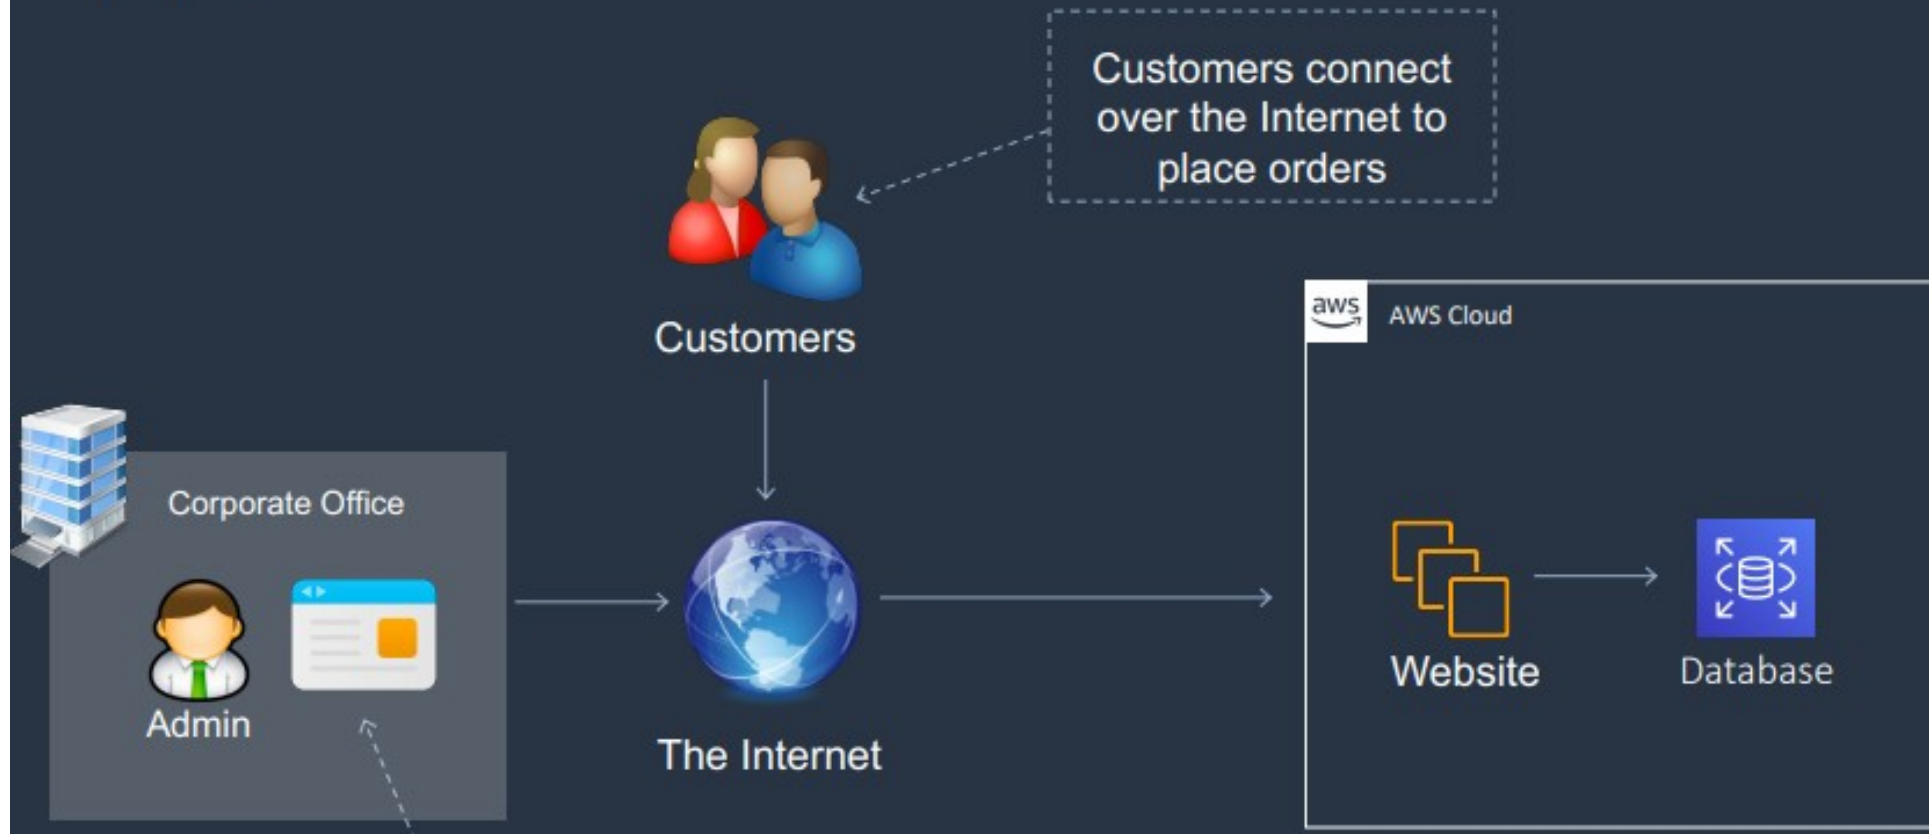 Customers connect
over the Internet to
place orders
Customers
aws
AWS Cloud
Corporate Office
Admin
The Internet
Website
Database